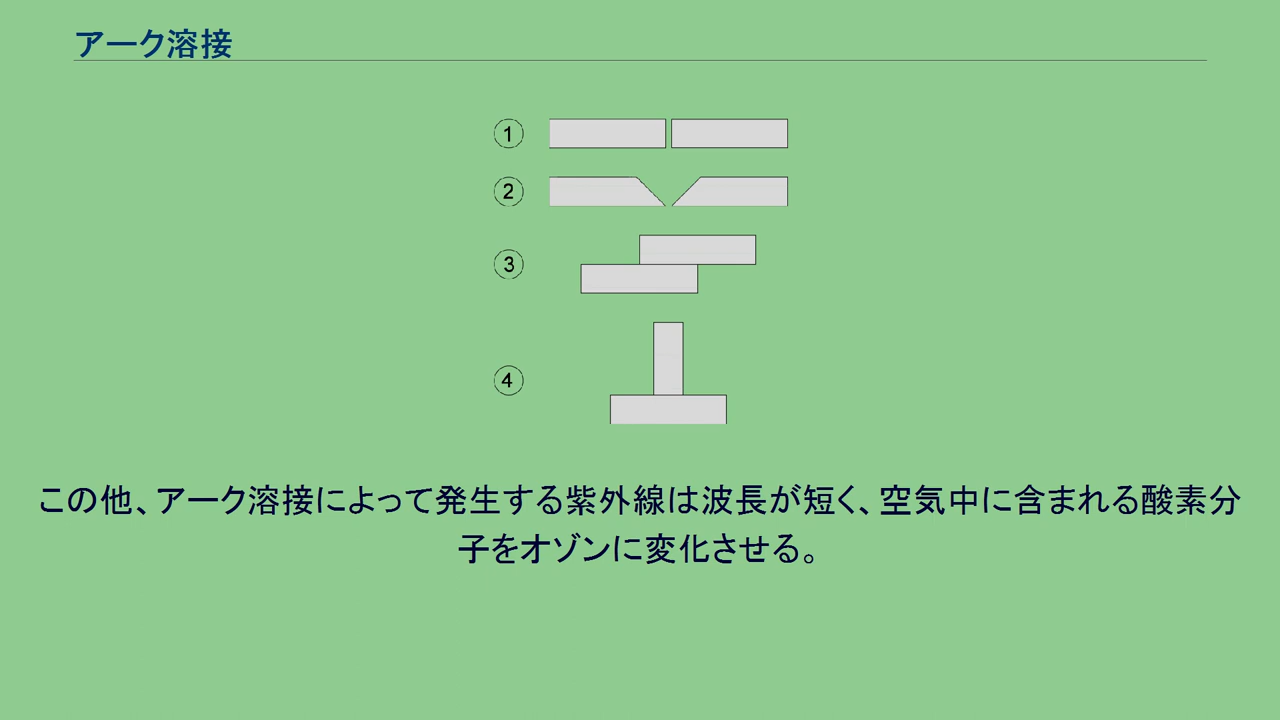 アーク溶接
①
②
③
④
この他、アーク溶接によって発生する紫外線は波長が短く、空気中に含まれる酸素分
子をオゾンに変化させる。